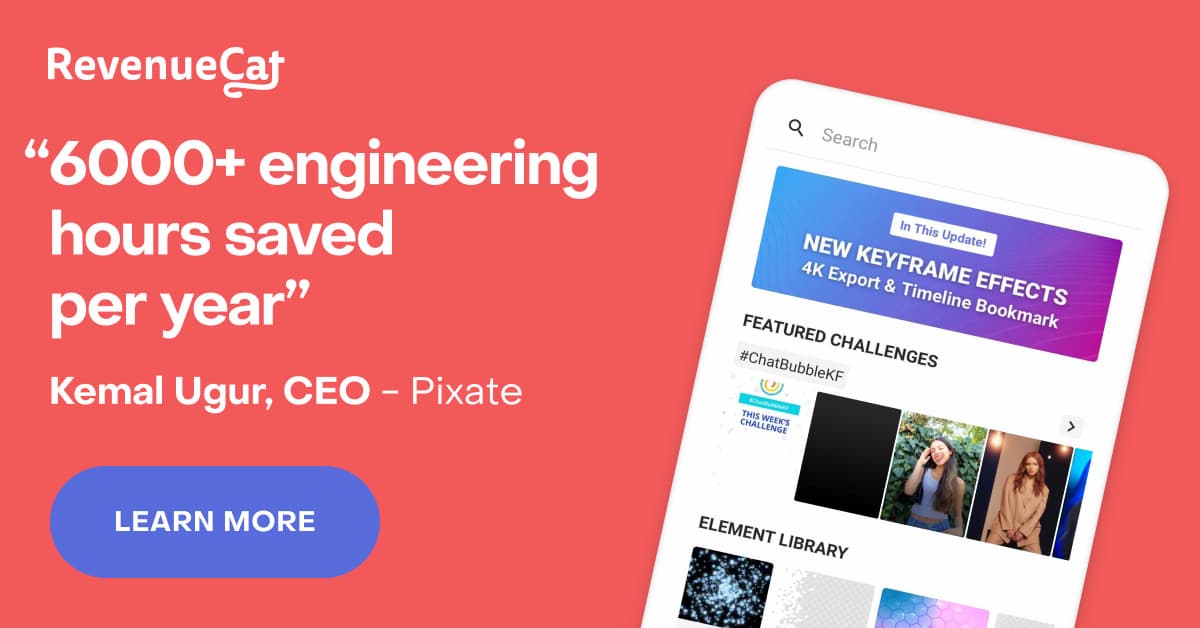 RevenueCat
“6000+ engineering
hours saved
per year”
Kemal Ugur, CEO – Pixate
LEARN MORE
Search
In This Update!
NEW KEYFRAME EFFECTS
4K Export & Timeline Bookmark
FEATURED CHALLENGES
#ChatBubbleKF
#ChatBubbleKF
THIS WEEK'S
CHALLENGE
ELEMENT LIBRARY